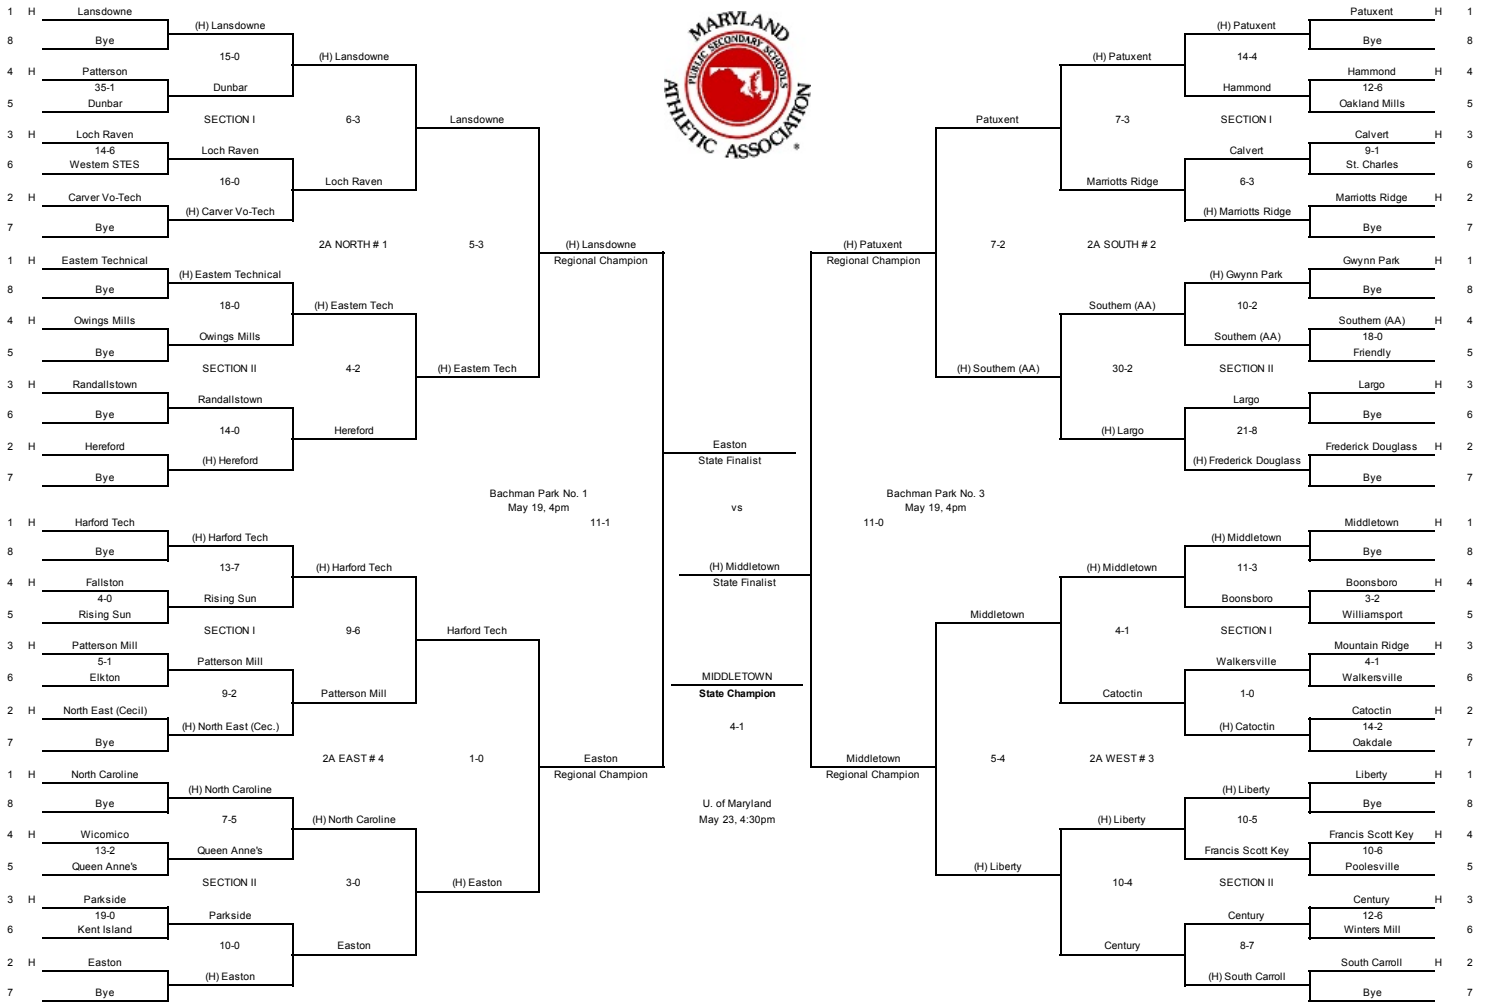 MARYLAND
PUBLIC SECONDARY SCHOOLS
ATHLETIC ASSOCIATION
®
1 H Lansdowne
8 Bye
(H) Lansdowne
15-0
4 H Patterson
35-1
5 Dunbar
Dunbar
(H) Lansdowne
SECTION I
6-3
3 H Loch Raven
14-6
6 Western STES
Loch Raven
16-0
2 H Carver Vo-Tech
7 Bye
(H) Carver Vo-Tech
Loch Raven
Lansdowne
2A NORTH # 1
5-3
1 H Eastern Technical
8 Bye
(H) Eastern Technical
18-0
4 H Owings Mills
5 Bye
Owings Mills
(H) Eastern Tech
SECTION II
4-2
3 H Randallstown
6 Bye
Randallstown
14-0
2 H Hereford
7 Bye
(H) Hereford
Hereford
(H) Eastern Tech
(H) Lansdowne
Regional Champion
Bachman Park No. 1
May 19, 4pm
11-1
1 H Harford Tech
8 Bye
(H) Harford Tech
13-7
4 H Fallston
4-0
5 Rising Sun
Rising Sun
(H) Harford Tech
SECTION I
9-6
3 H Patterson Mill
5-1
6 Elkton
Patterson Mill
9-2
2 H North East (Cecil)
7 Bye
(H) North East (Cec.)
Patterson Mill
Harford Tech
2A EAST # 4
1-0
1 H North Caroline
8 Bye
(H) North Caroline
7-5
4 H Wicomico
13-2
5 Queen Anne's
Queen Anne's
(H) North Caroline
SECTION II
3-0
3 H Parkside
19-0
6 Kent Island
Parkside
10-0
2 H Easton
7 Bye
(H) Easton
Easton
(H) Easton
Easton
Regional Champion
Easton
State Finalist
vs
(H) Middletown
State Finalist
MIDDLETOWN
State Champion
4-1
U. of Maryland
May 23, 4:30pm
Patuxent H 1
Bye 8
(H) Patuxent
14-4
Hammond H 4
12-6
Oakland Mills 5
Hammond
(H) Patuxent
SECTION I
7-3
Calvert H 3
9-1
St. Charles 6
Calvert
6-3
Marriotts Ridge H 2
Bye 7
(H) Marriotts Ridge
Marriotts Ridge
Patuxent
2A SOUTH # 2
7-2
Gwynn Park H 1
Bye 8
(H) Gwynn Park
10-2
Southern (AA) H 4
18-0
Friendly 5
Southern (AA)
Southern (AA)
SECTION II
30-2
Largo H 3
Bye 6
Largo
21-8
Frederick Douglass H 2
Bye 7
(H) Frederick Douglass
(H) Largo
(H) Southern (AA)
(H) Patuxent
Regional Champion
Bachman Park No. 3
May 19, 4pm
11-0
Middletown H 1
Bye 8
(H) Middletown
11-3
Boonsboro H 4
3-2
Williamsport 5
Boonsboro
(H) Middletown
SECTION I
4-1
Mountain Ridge H 3
4-1
Walkersville 6
Walkersville
1-0
Catoctin H 2
14-2
Oakdale 7
(H) Catoctin
Catoctin
Middletown
2A WEST # 3
5-4
Liberty H 1
Bye 8
(H) Liberty
10-5
Francis Scott Key H 4
10-6
Poolesville 5
Francis Scott Key
(H) Liberty
SECTION II
10-4
Century H 3
12-6
Winters Mill 6
Century
8-7
South Carroll H 2
Bye 7
(H) South Carroll
Century
(H) Liberty
Middletown
Regional Champion